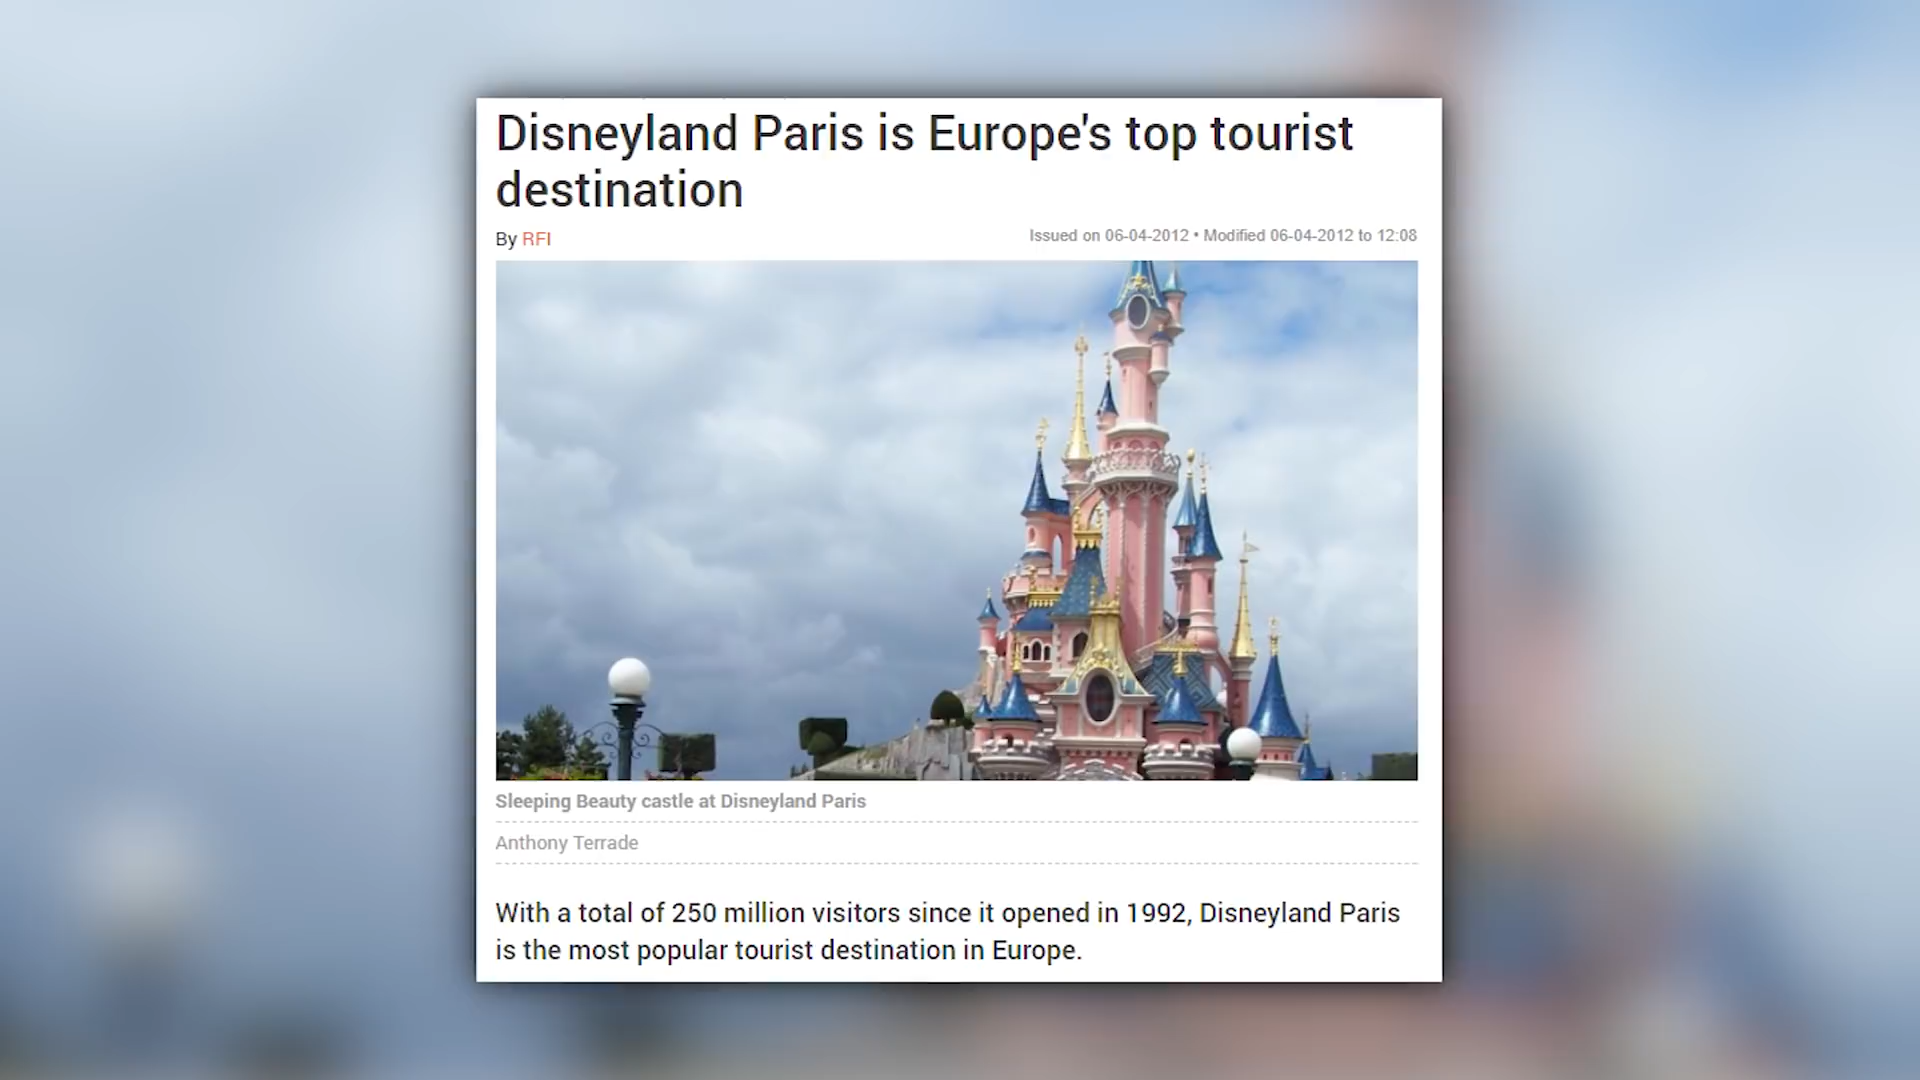 Disneyland Paris is Europe's top tourist
destination
By RFI
Issued on 06-04-2012 • Modified 06-04-2012 to 12:08
Sleeping Beauty castle at Disneyland Paris
Anthony Terrade
With a total of 250 million visitors since it opened in 1992, Disneyland Paris
is the most popular tourist destination in Europe.